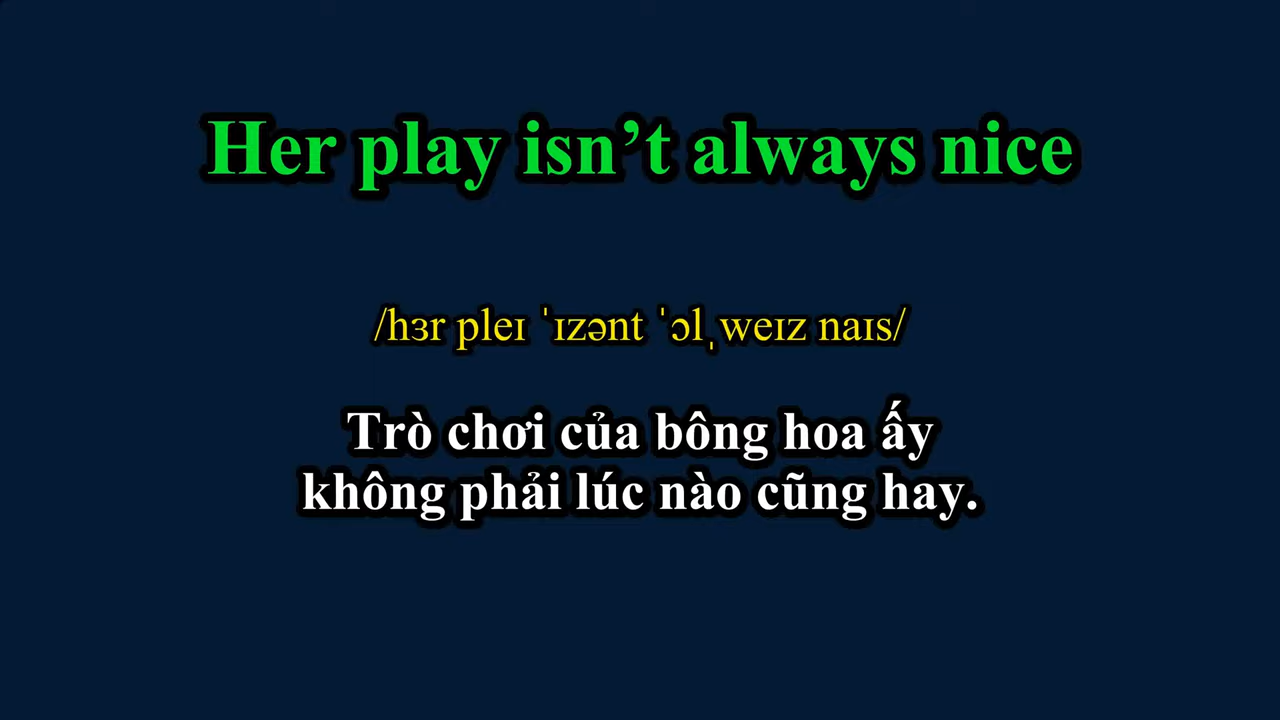 Her play isn’t always nice
/hɜr pleɪ ˈɪzənt ˈɔlˌweɪz naɪs/
Trò chơi của bông hoa ấy
không phải lúc nào cũng hay.